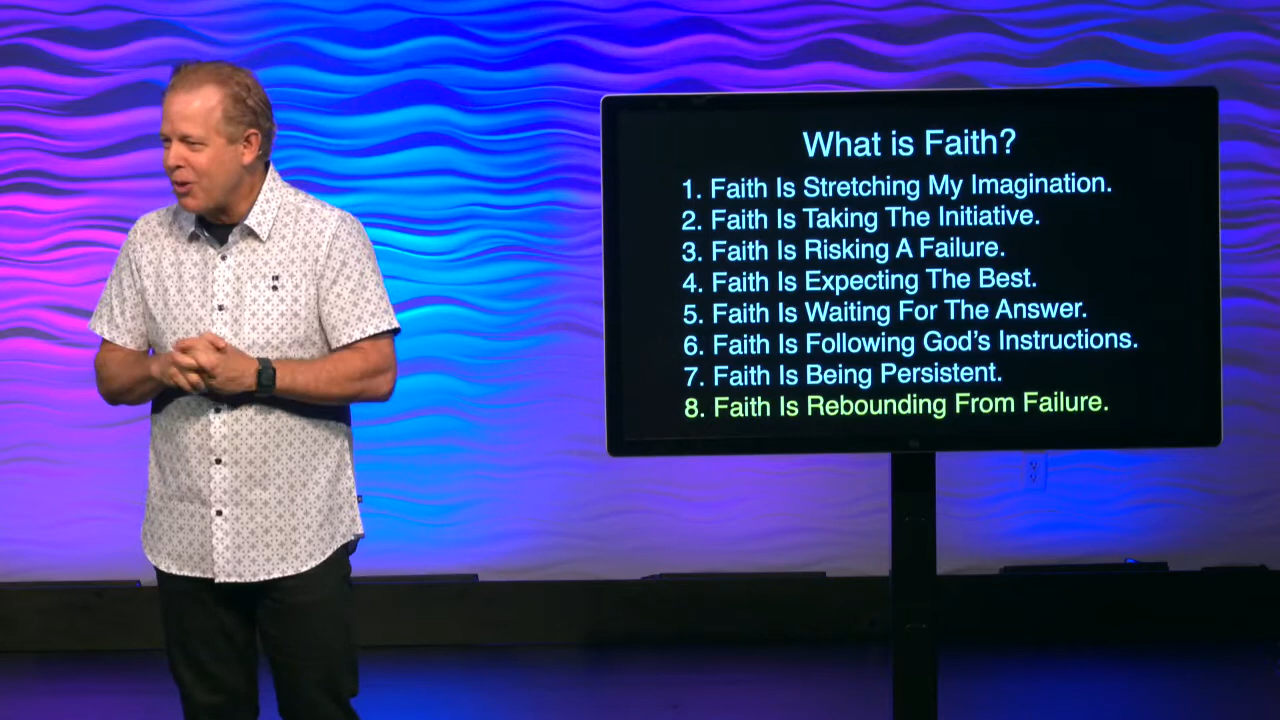 What is Faith?
1. Faith Is Stretching My Imagination.
2. Faith Is Taking The Initiative.
3. Faith Is Risking A Failure.
4. Faith Is Expecting The Best.
5. Faith Is Waiting For The Answer.
6. Faith Is Following God’s Instructions.
7. Faith Is Being Persistent.
8. Faith Is Rebounding From Failure.